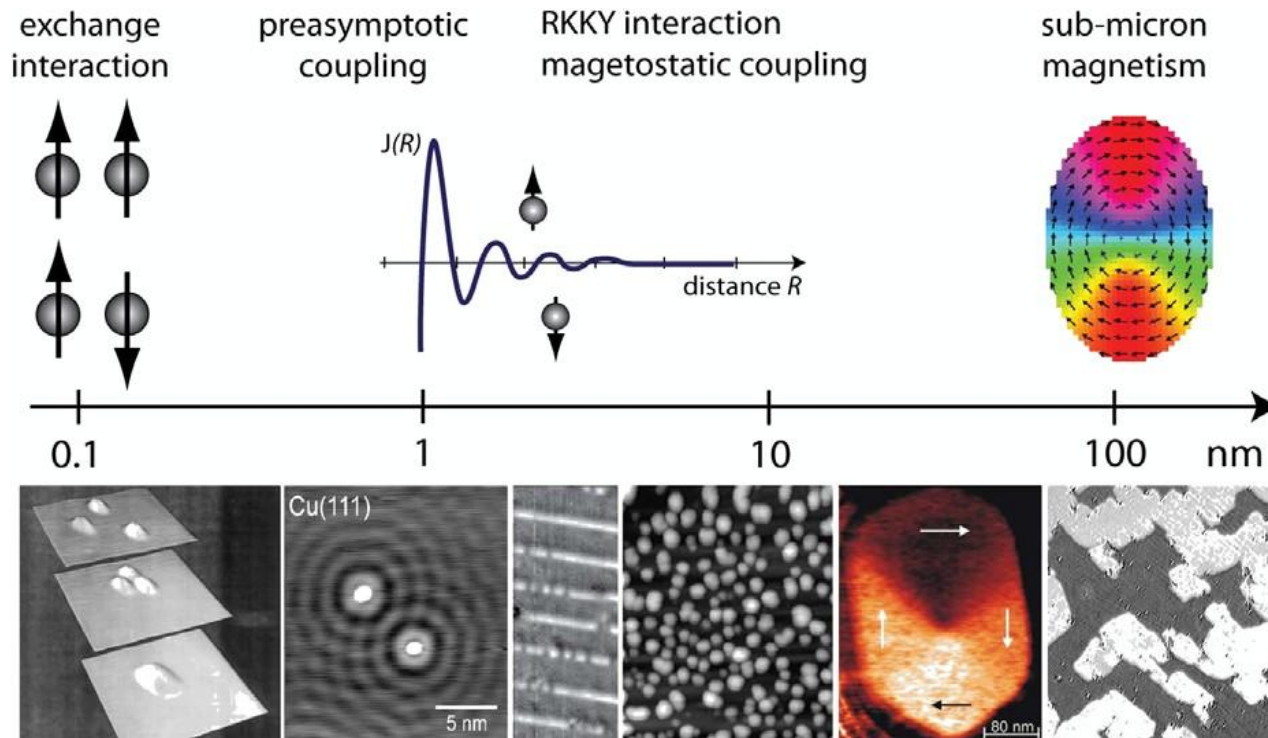 exchange
interaction
preasymptotic
coupling
RKKY interaction
magetostatic coupling
sub-micron
magnetism
J(R)
distance R
0.1
1
10
100
nm
Cu(111)
5 nm
80 nm